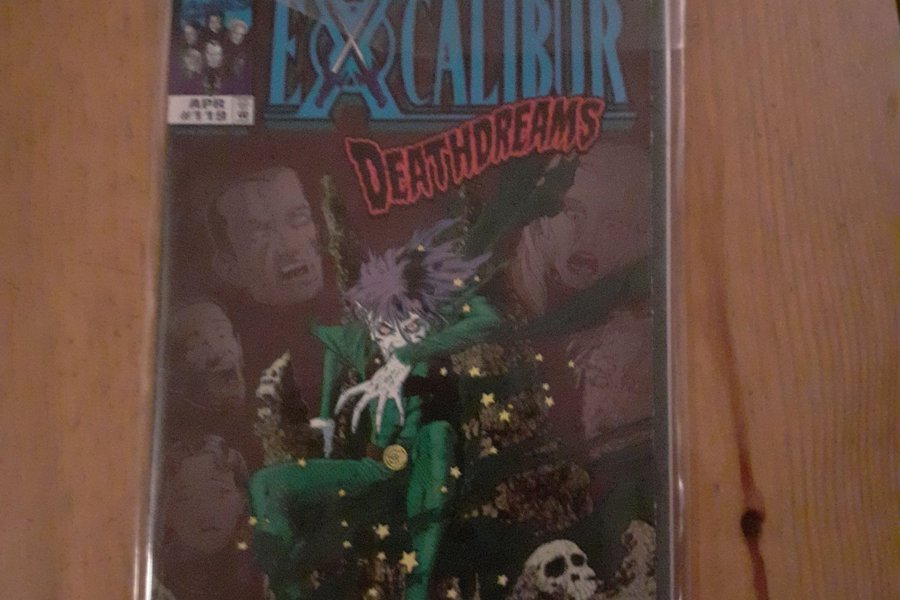 EXCALIBUR
APR
#119
DEATHDREAMS